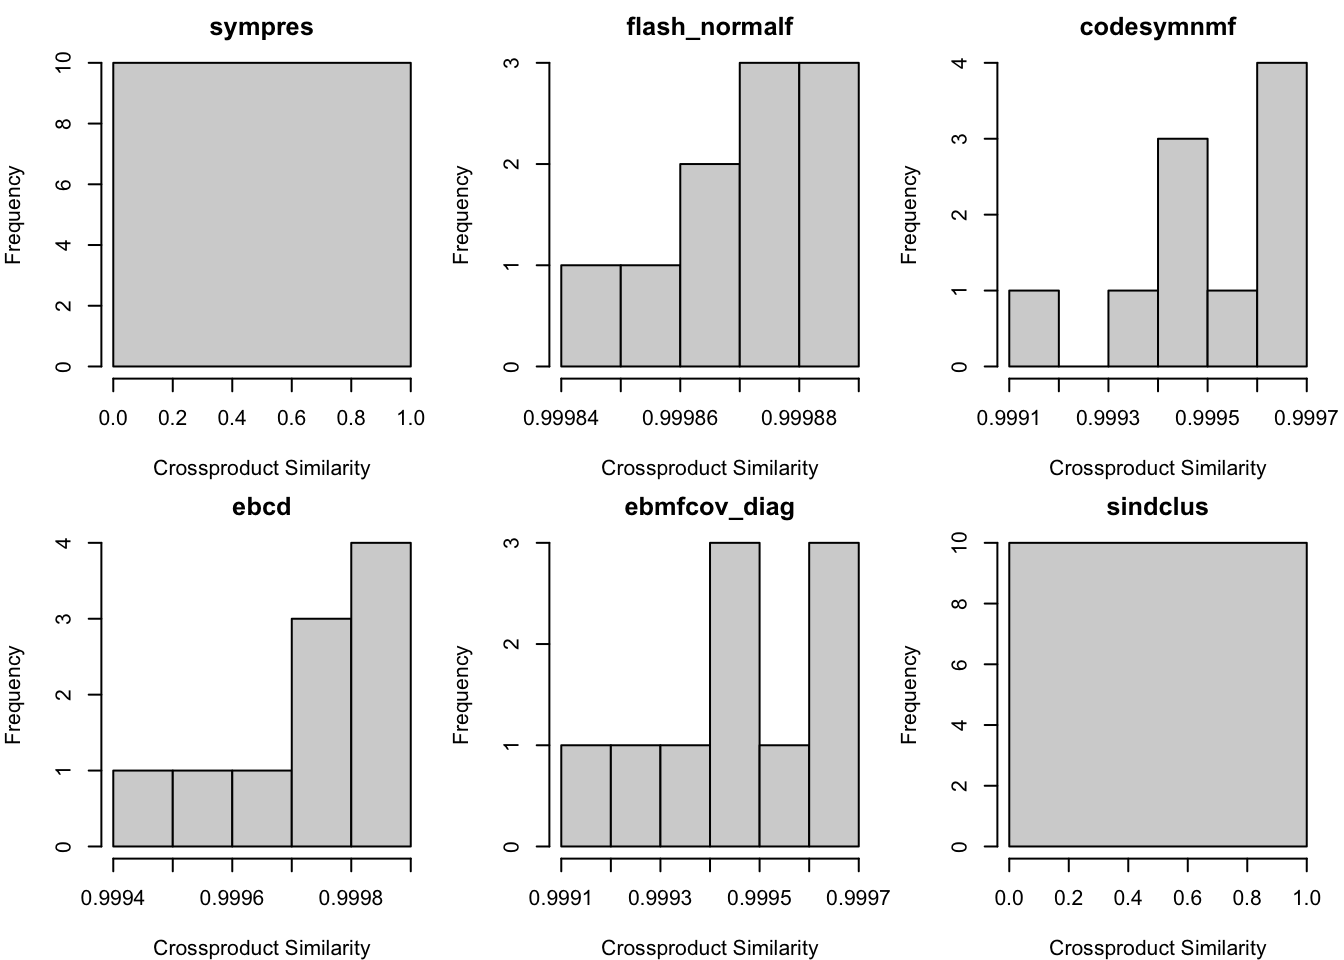 sympres
Frequency
0 2 4 6 8 10
0.0 0.2 0.4 0.6 0.8 1.0
Crossproduct Similarity
flash_normalf
Frequency
0 1 2 3
0.99984 0.99986 0.99988
Crossproduct Similarity
codesymnmf
Frequency
0 1 2 3 4
0.9991 0.9993 0.9995 0.9997
Crossproduct Similarity
ebcd
Frequency
0 1 2 3 4
0.9994 0.9996 0.9998
Crossproduct Similarity
ebmfcov_diag
Frequency
0 1 2 3
0.9991 0.9993 0.9995 0.9997
Crossproduct Similarity
sindclus
Frequency
0 2 4 6 8 10
0.0 0.2 0.4 0.6 0.8 1.0
Crossproduct Similarity